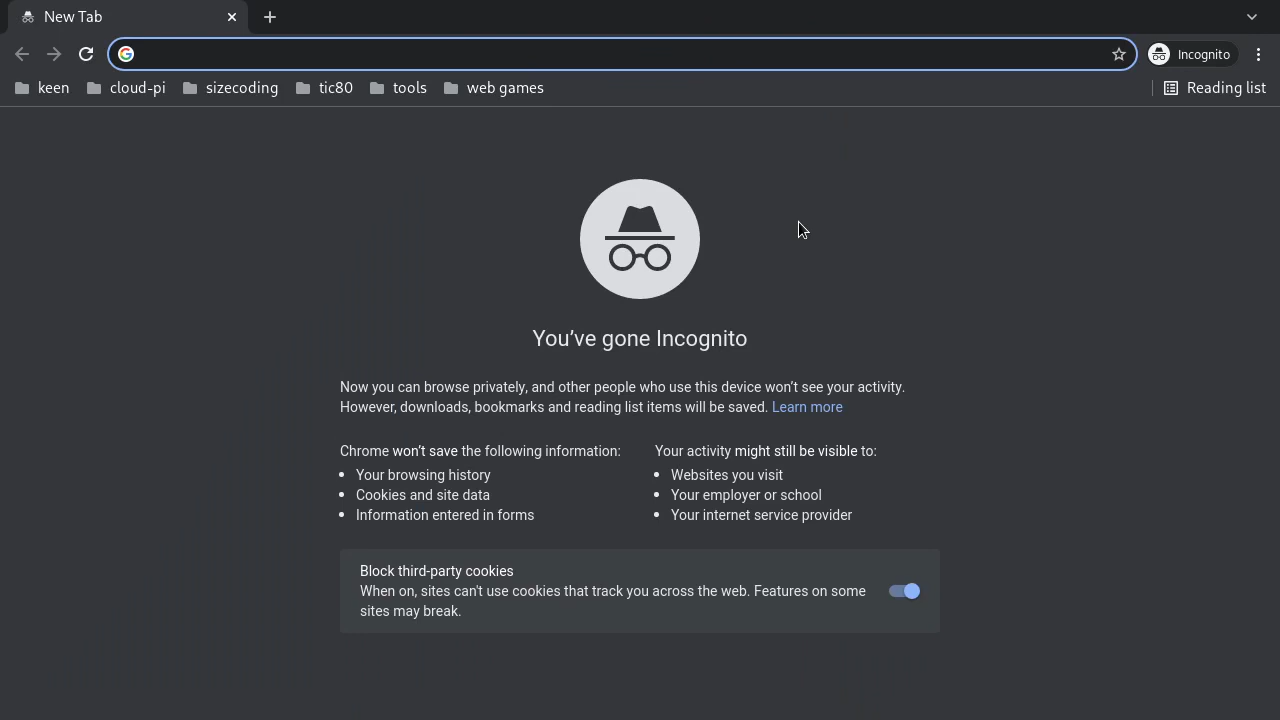 New Tab
Incognito
keen cloud-pi sizecoding tic80 tools web games Reading list
You've gone Incognito
Now you can browse privately, and other people who use this device won't see your activity.
However, downloads, bookmarks and reading list items will be saved. Learn more
Chrome won't save the following information:
Your browsing history
Cookies and site data
Information entered in forms
Your activity might still be visible to:
Websites you visit
Your employer or school
Your internet service provider
Block third-party cookies
When on, sites can't use cookies that track you across the web. Features on some
sites may break.